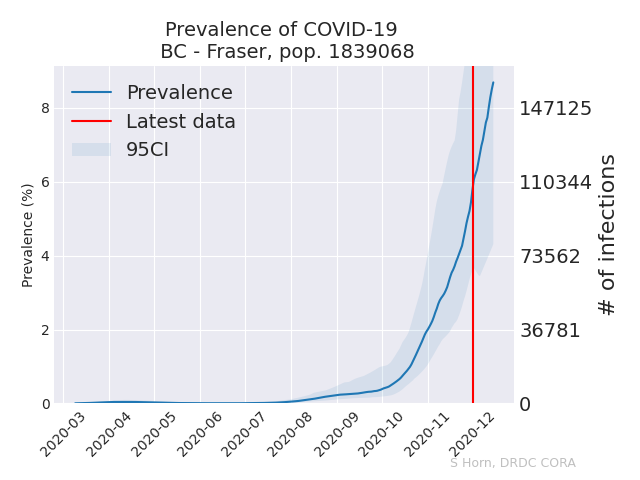 Prevalence of COVID-19
BC - Fraser, pop. 1839068
Prevalence
Latest data
95CI
Prevalence (%)
8
6
4
2
0
147125
110344
73562
36781
0
# of infections
2020-03
2020-04
2020-05
2020-06
2020-07
2020-08
2020-09
2020-10
2020-11
2020-12
S Horn, DRDC CORA